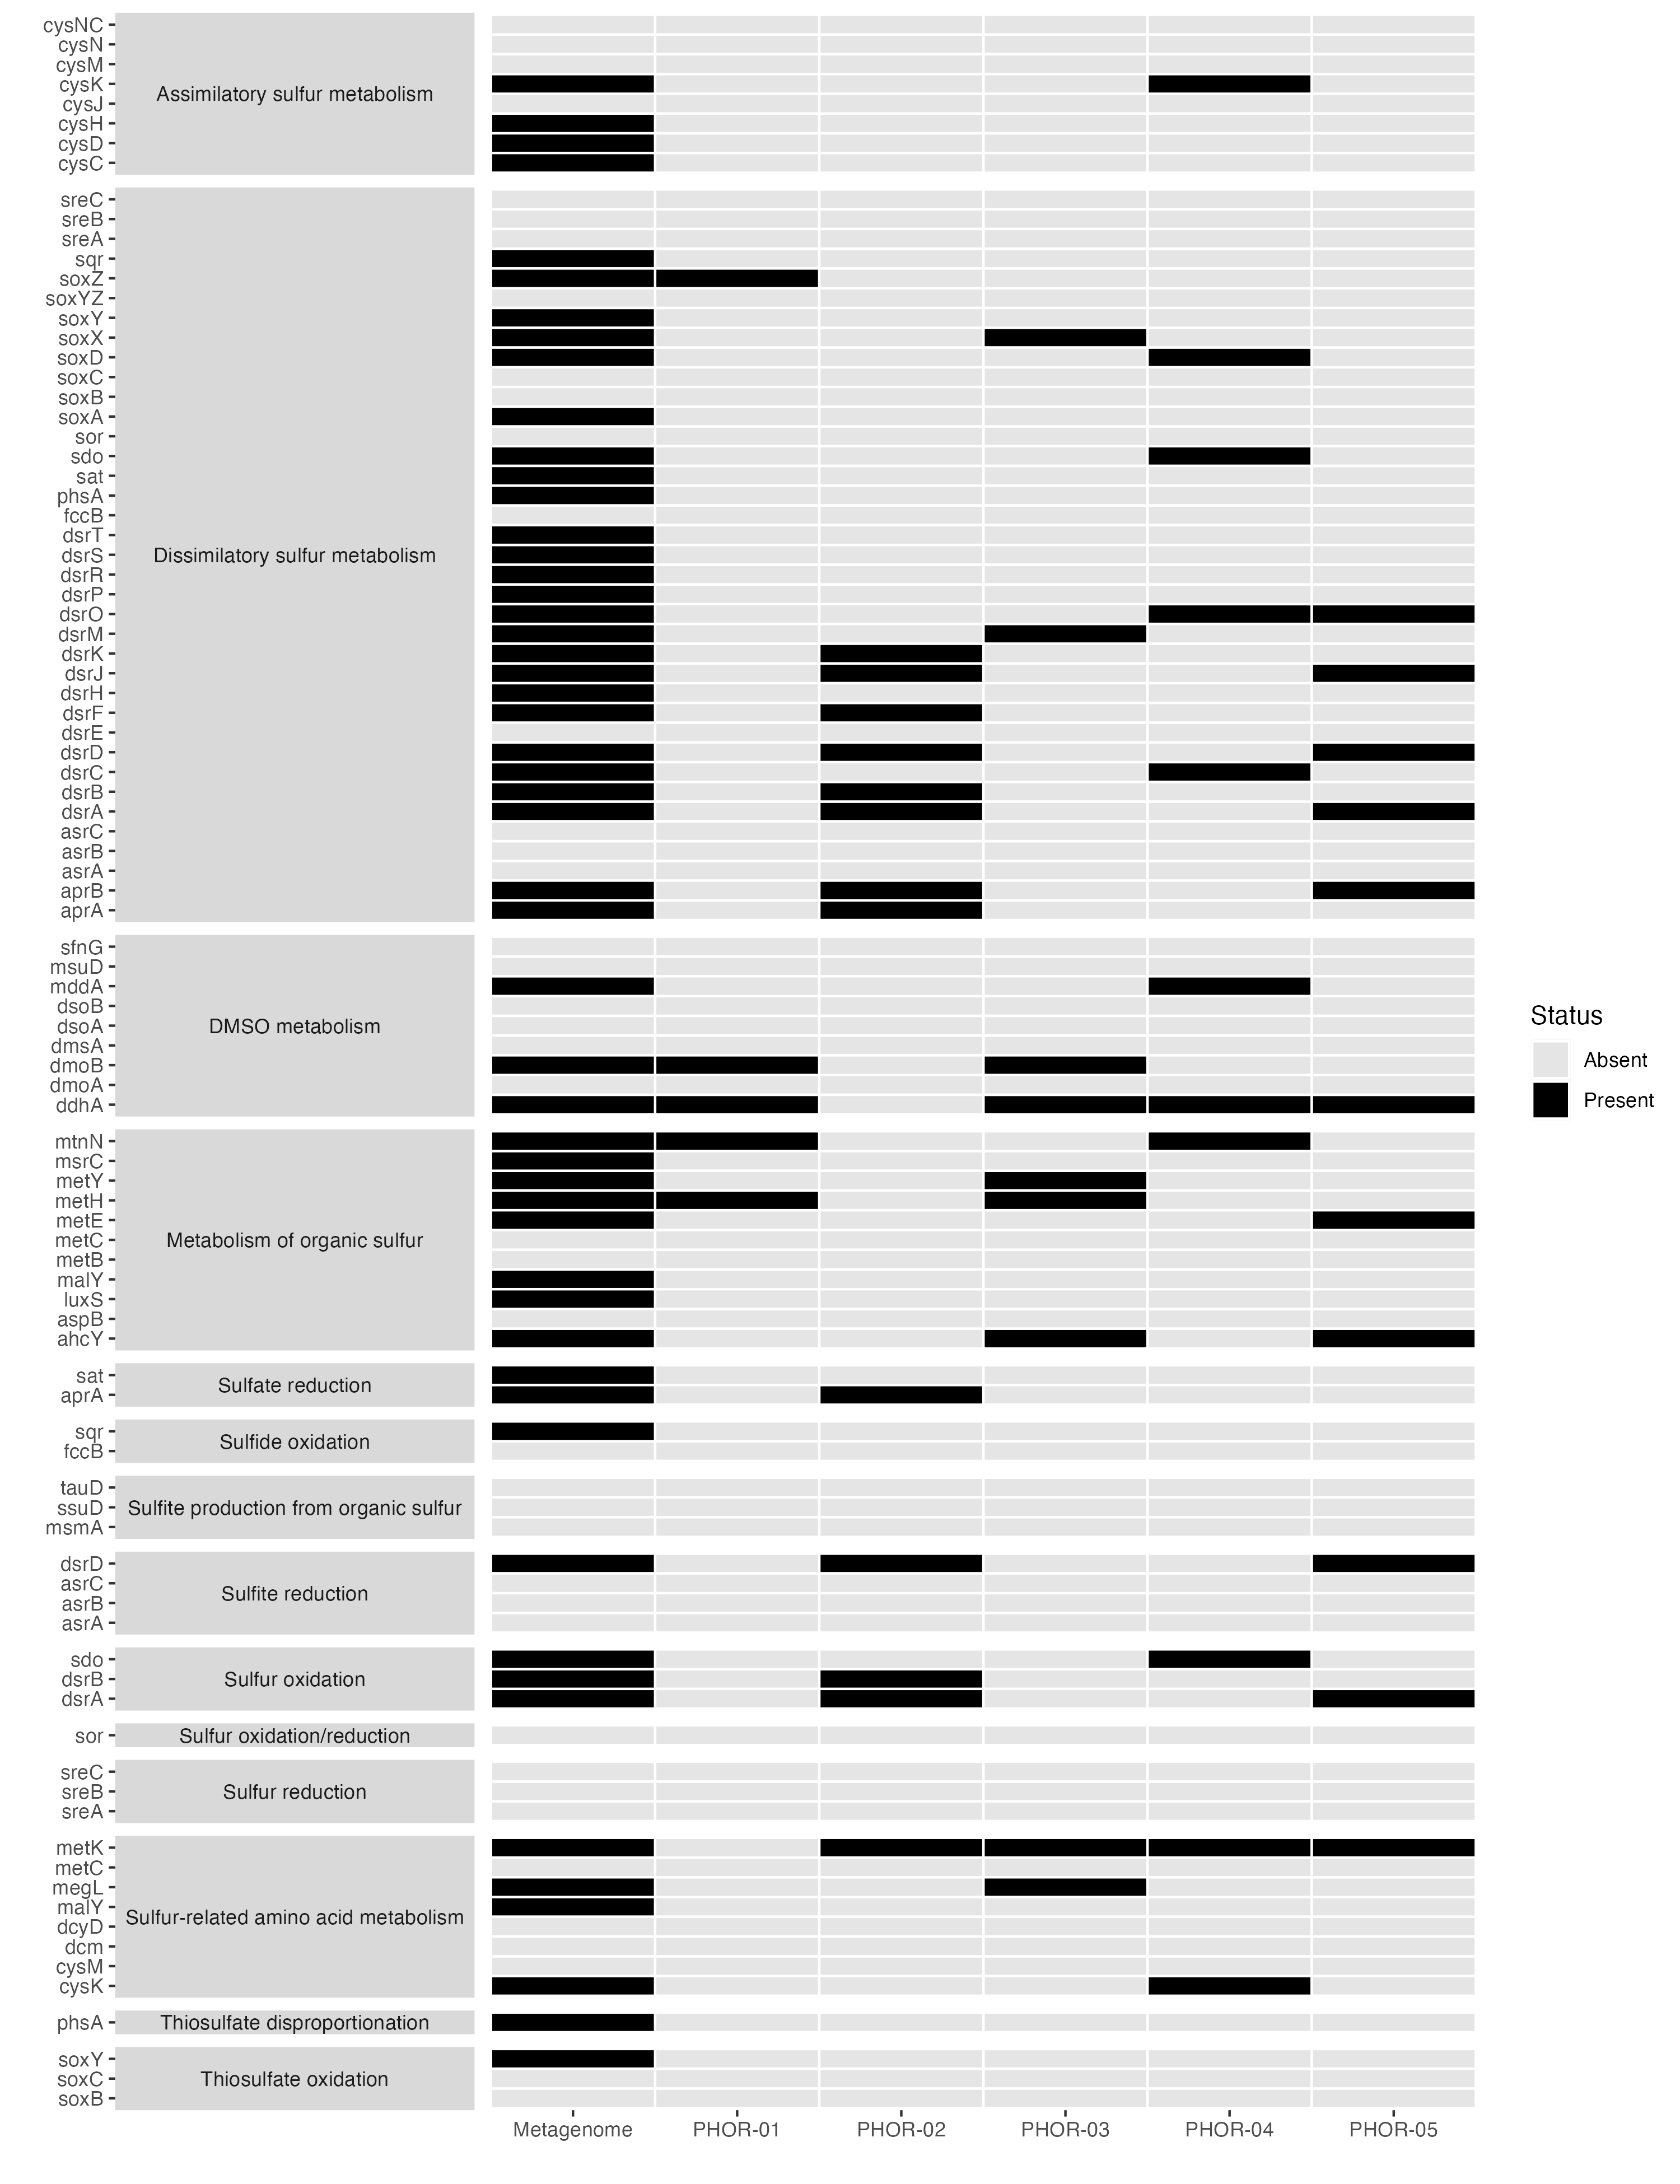 cysNC
cysN
cysM
cysK
cysJ
cysH
cysD
cysC
Assimilatory sulfur metabolism
sreC
sreB
sreA
sqr
soxZ
soxYZ
soxY
soxX
soxD
soxC
soxB
soxA
sor
sdo
sat
phsA
fccB
dsrT
dsrS
dsrR
dsrP
dsrO
dsrM
dsrK
dsrJ
dsrH
dsrF
dsrE
dsrD
dsrC
dsrB
dsrA
asrC
asrB
asrA
aprB
aprA
Dissimilatory sulfur metabolism
sfnG
msuD
mddA
dsoB
dsoA
dmsA
dmoB
dmoA
ddhA
DMSO metabolism
mtnN
msrC
metY
metH
metE
metC
metB
malY
luxS
aspB
ahcY
Metabolism of organic sulfur
sat
aprA
Sulfate reduction
sqr
fccB
Sulfide oxidation
tauD
ssuD
msmA
Sulfite production from organic sulfur
dsrD
asrC
asrB
asrA
Sulfite reduction
sdo
dsrB
dsrA
Sulfur oxidation
sor
Sulfur oxidation/reduction
sreC
sreB
sreA
Sulfur reduction
metK
metC
megL
malY
dcyD
dcm
cysM
cysK
Sulfur-related amino acid metabolism
phsA
Thiosulfate disproportionation
soxY
soxC
soxB
Thiosulfate oxidation
Metagenome
PHOR-01
PHOR-02
PHOR-03
PHOR-04
PHOR-05
Status
Absent
Present